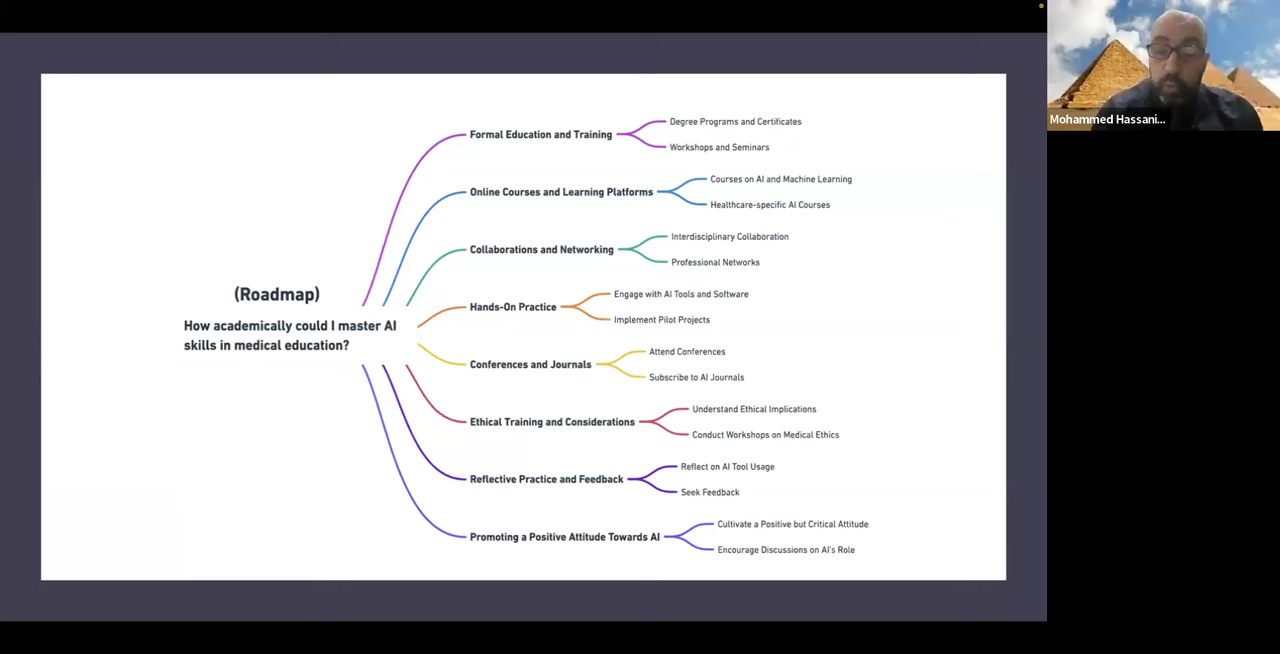 (Roadmap)
How academically could I master AI
skills in medical education?
Formal Education and Training
Degree Programs and Certificates
Workshops and Seminars
Online Courses and Learning Platforms
Courses on AI and Machine Learning
Healthcare-specific AI Courses
Collaborations and Networking
Interdisciplinary Collaboration
Professional Networks
Hands-On Practice
Engage with AI Tools and Software
Implement Pilot Projects
Conferences and Journals
Attend Conferences
Subscribe to AI Journals
Ethical Training and Considerations
Understand Ethical Implications
Conduct Workshops on Medical Ethics
Reflective Practice and Feedback
Reflect on AI Tool Usage
Seek Feedback
Promoting a Positive Attitude Towards AI
Cultivate a Positive but Critical Attitude
Encourage Discussions on AI's Role
Mohammed Hassani...